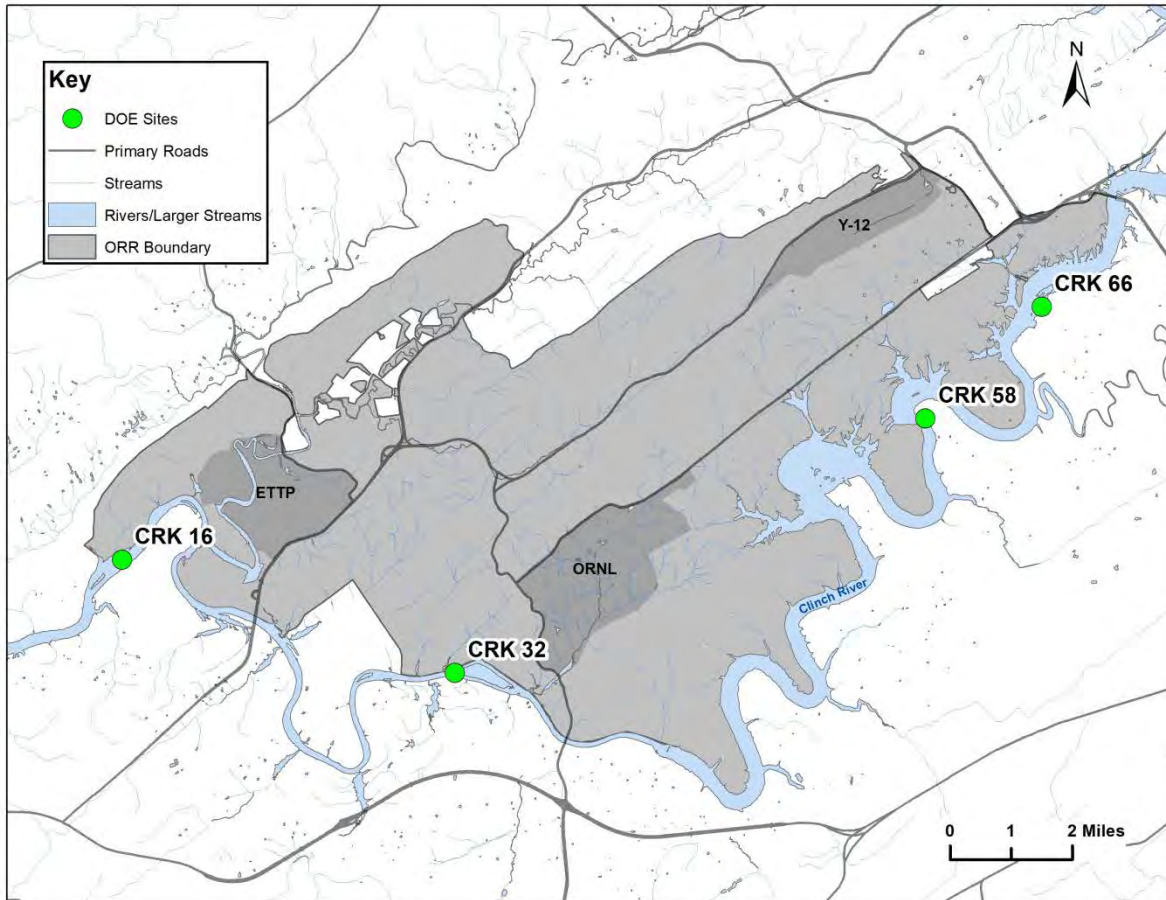 Key
DOE Sites
Primary Roads
Streams
Rivers/Larger Streams
ORR Boundary
N
Y-12
CRK 66
CRK 58
ETTP
CRK 16
ORNL
Clinch River
CRK 32
0 1 2 Miles